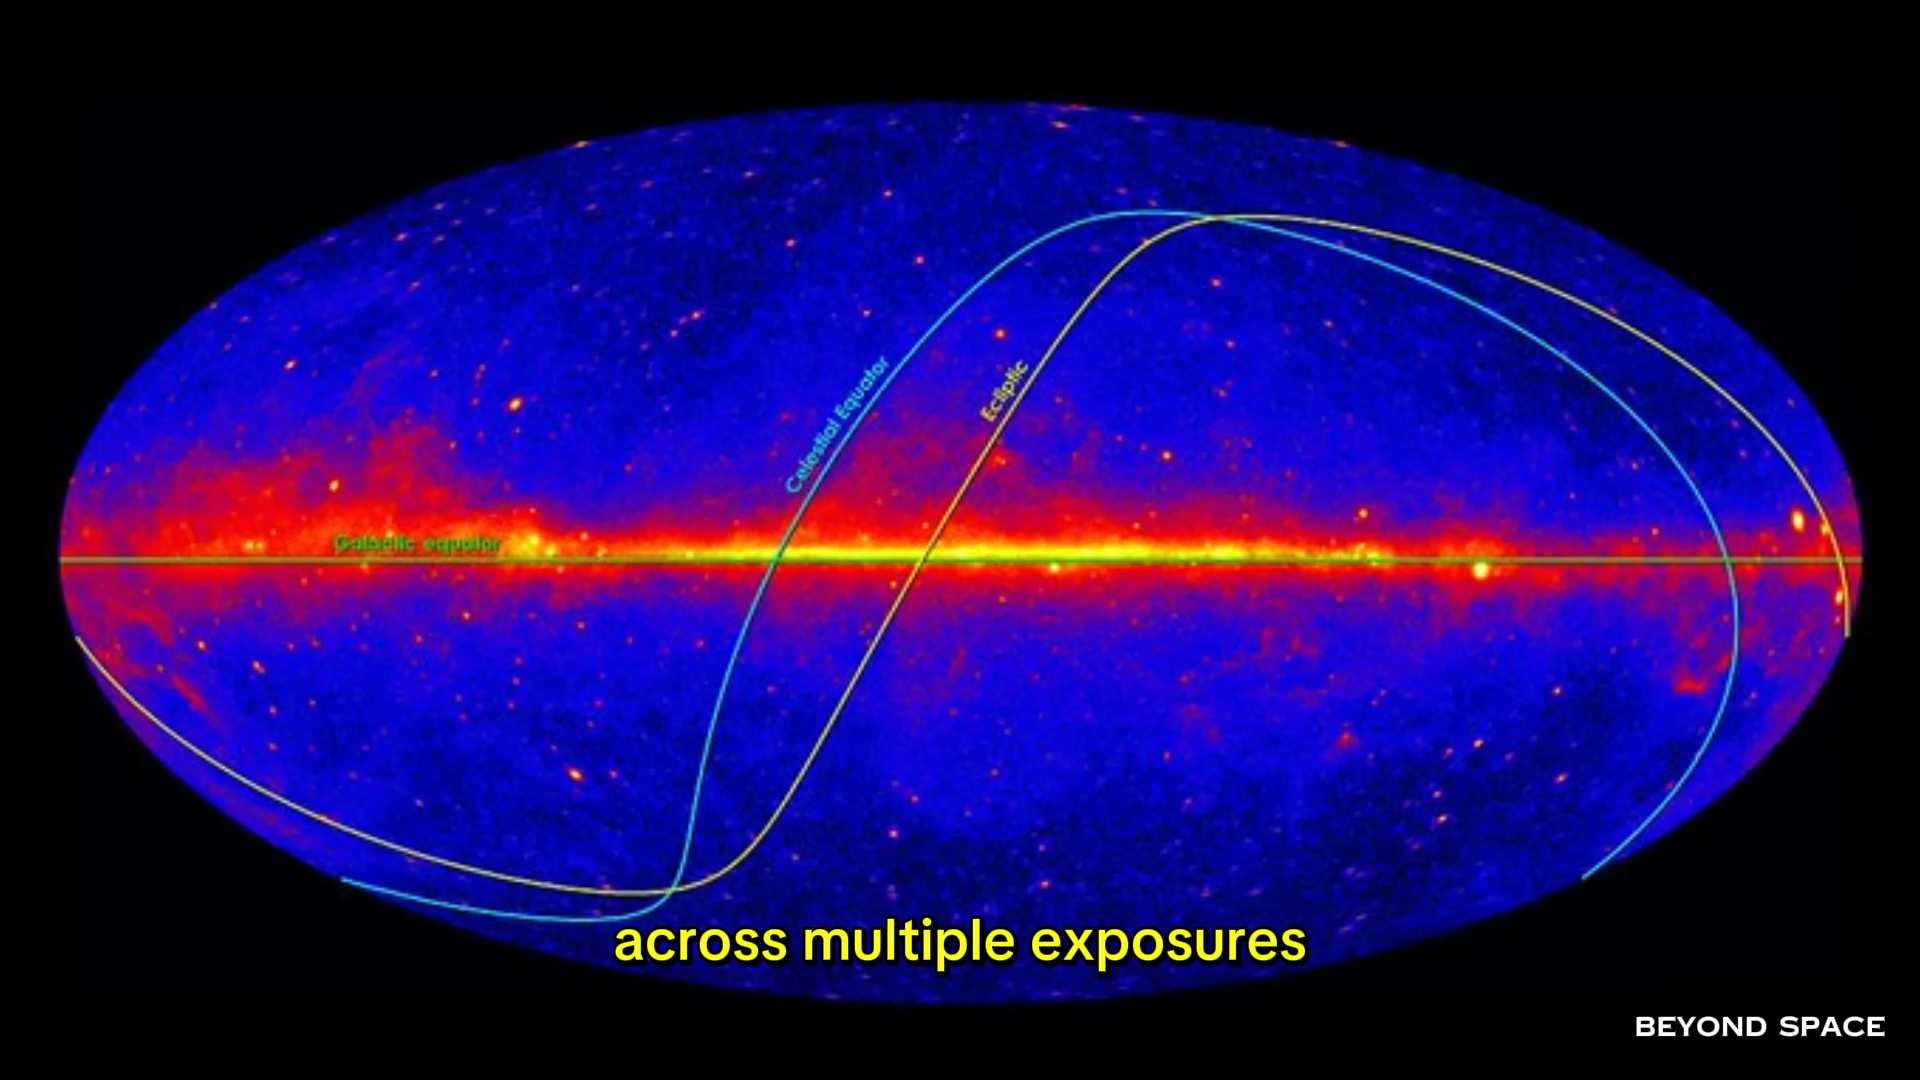 Celestial Equator
Ecliptic
Galactic equator
across multiple exposures
BEYOND SPACE